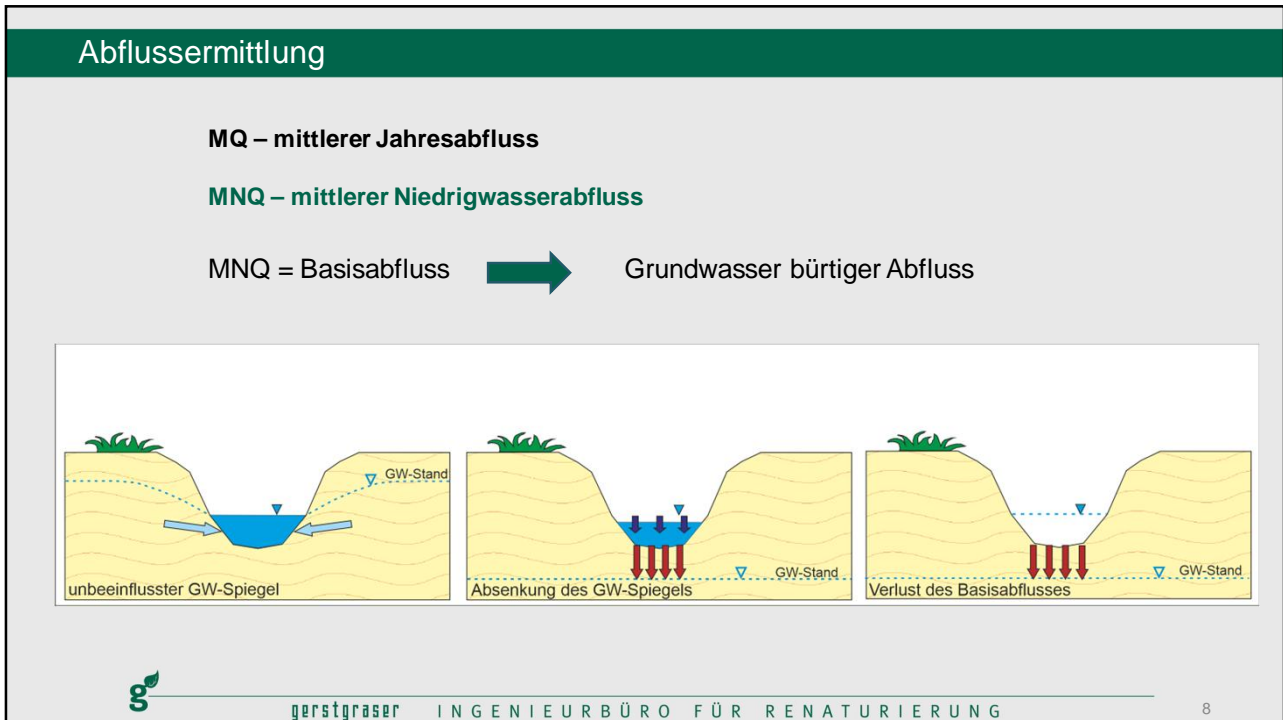 Abflussermittlung
MQ – mittlerer Jahresabfluss
MNQ – mittlerer Niedrigwasserabfluss
MNQ = Basisabfluss Grundwasser bürtiger Abfluss
GW-Stand
unbeeinflusster GW-Spiegel
GW-Stand
Absenkung des GW-Spiegels
GW-Stand
Verlust des Basisabflusses
g
gerstgraser INGENIEURBÜRO FÜR RENATURIERUNG
8